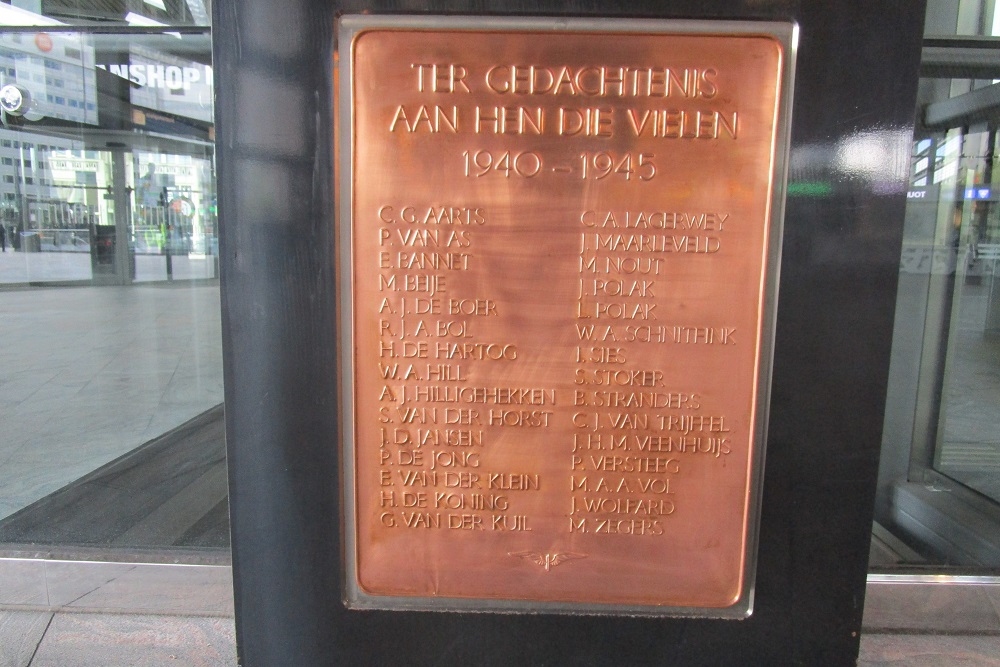 TER GEDACHTENIS
AAN HEN DIE VIELEN
1940 - 1945
C. G. AARTS
P. VAN AS
E. BANNET
M. BEIJE
A. J. DE BOER
R. J. A. BOL
H. DE HARTOG
W. A. HILL
A. J. HILLIGEHEKKEN
S. VAN DER HORST
J. D. JANSEN
P. DE JONG
E. VAN DER KLEIN
H. DE KONING
G. VAN DER KUIL
C. A. LAGERWEY
J. MAARLEVELD
M. NOUT
J. POLAK
L. POLAK
W. A. SCHNITFINK
I. SIES
S. STOKER
B. STRANDERS
C. J. VAN TRIJFFEL
J. H. M. VEENHUIJS
P. VERSTEEG
M. A. A. VOL
J. WOLFARD
M. ZEGERS
ANSHOP